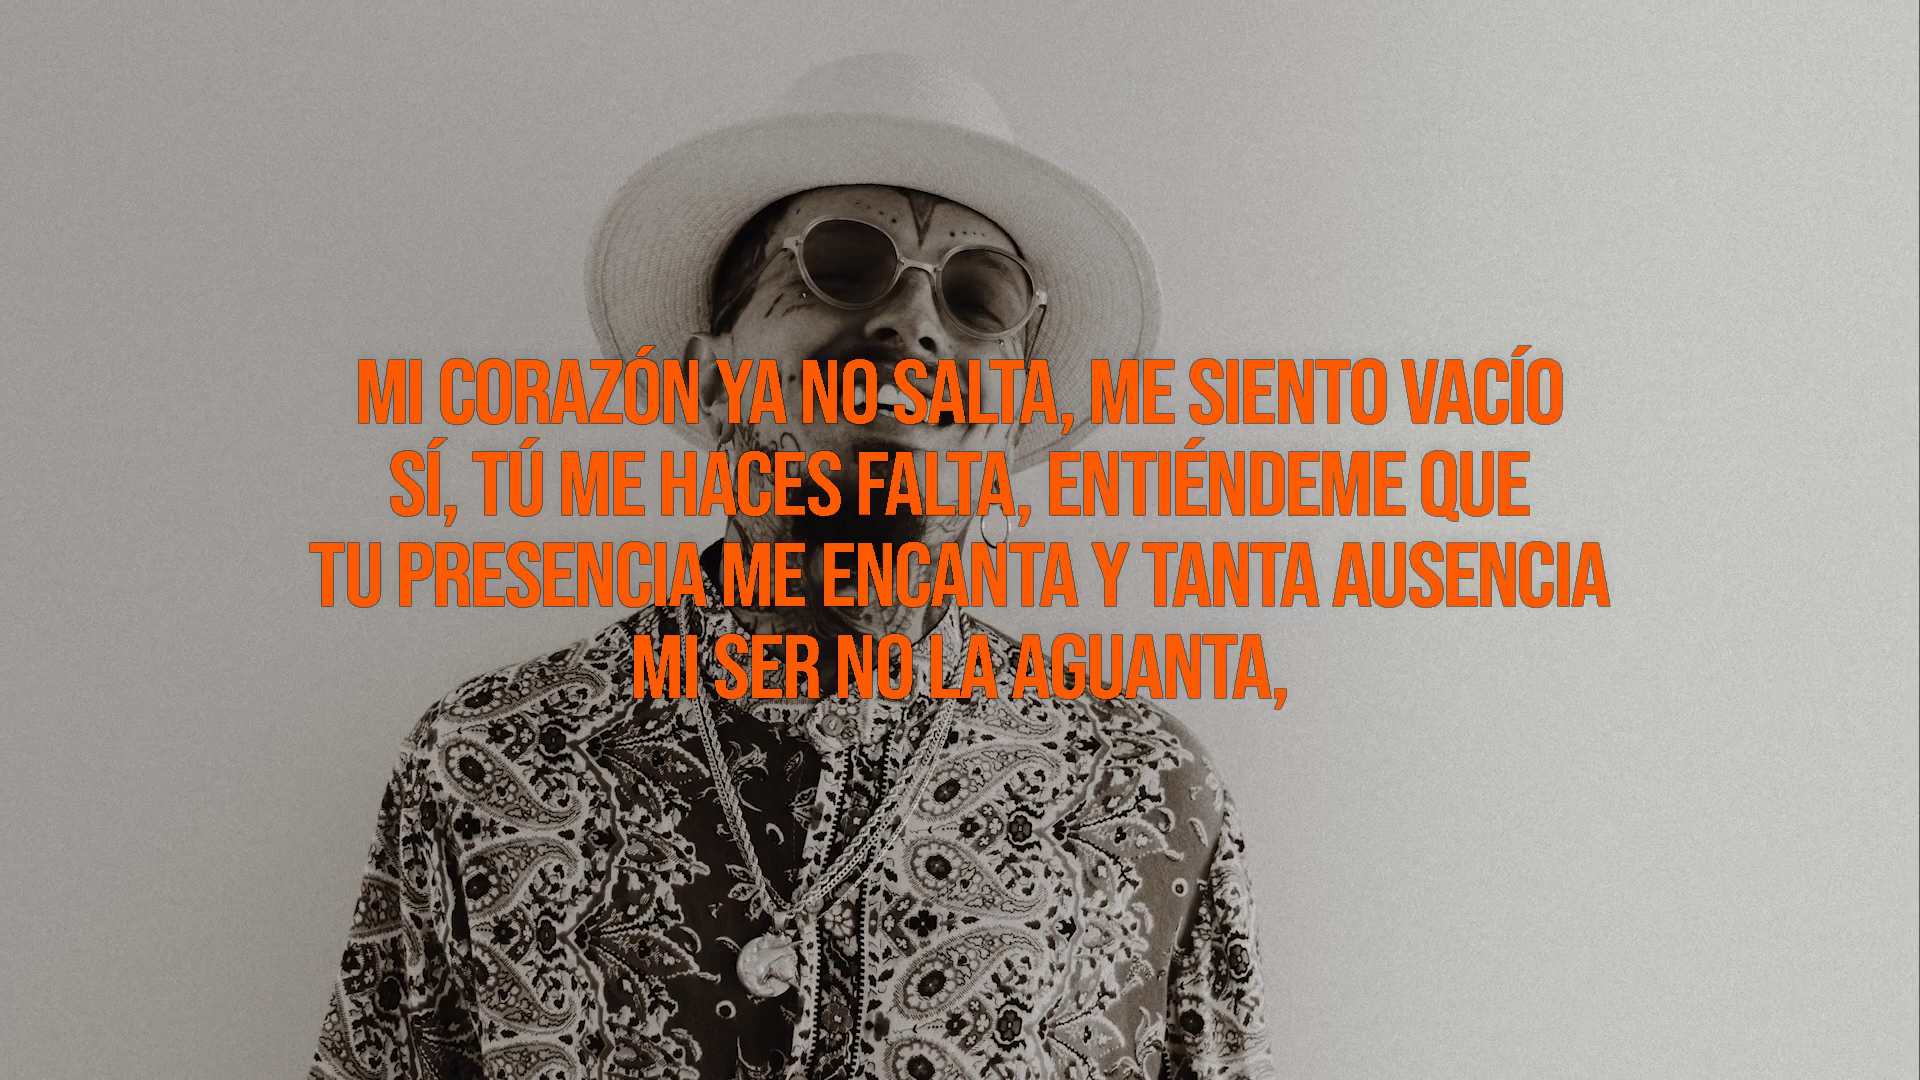 MI CORAZÓN YA NO SALTA, ME SIENTO VACÍO
SÍ, TÚ ME HACES FALTA, ENTIÉNDEME QUE
TU PRESENCIA ME ENCANTA Y TANTA AUSENCIA
MI SER NO LA AGUANTA,